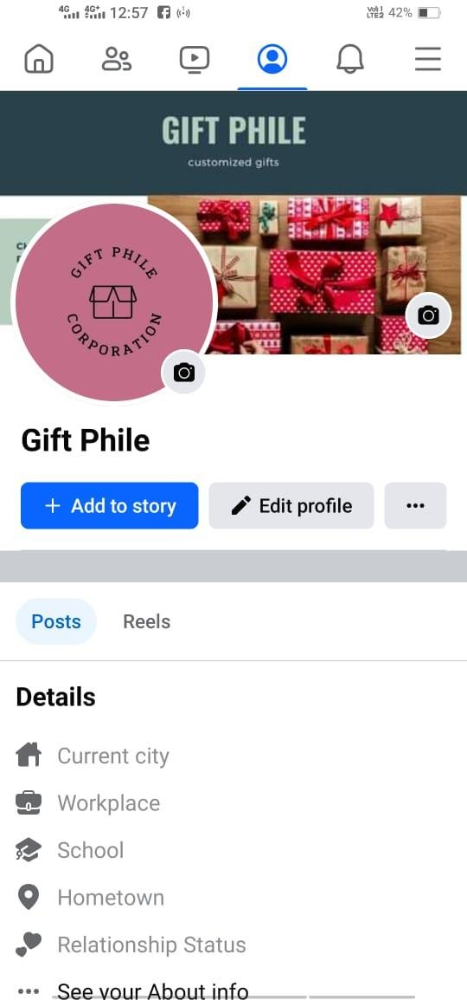 4G 4G+ 12:57
Vo) 1 LTE2 42%
GIFT PHILE
customized gifts
GIFT PHILE
CORPORATION
Gift Phile
+ Add to story
Edit profile
Posts Reels
Details
Current city
Workplace
School
Hometown
Relationship Status
See your About info